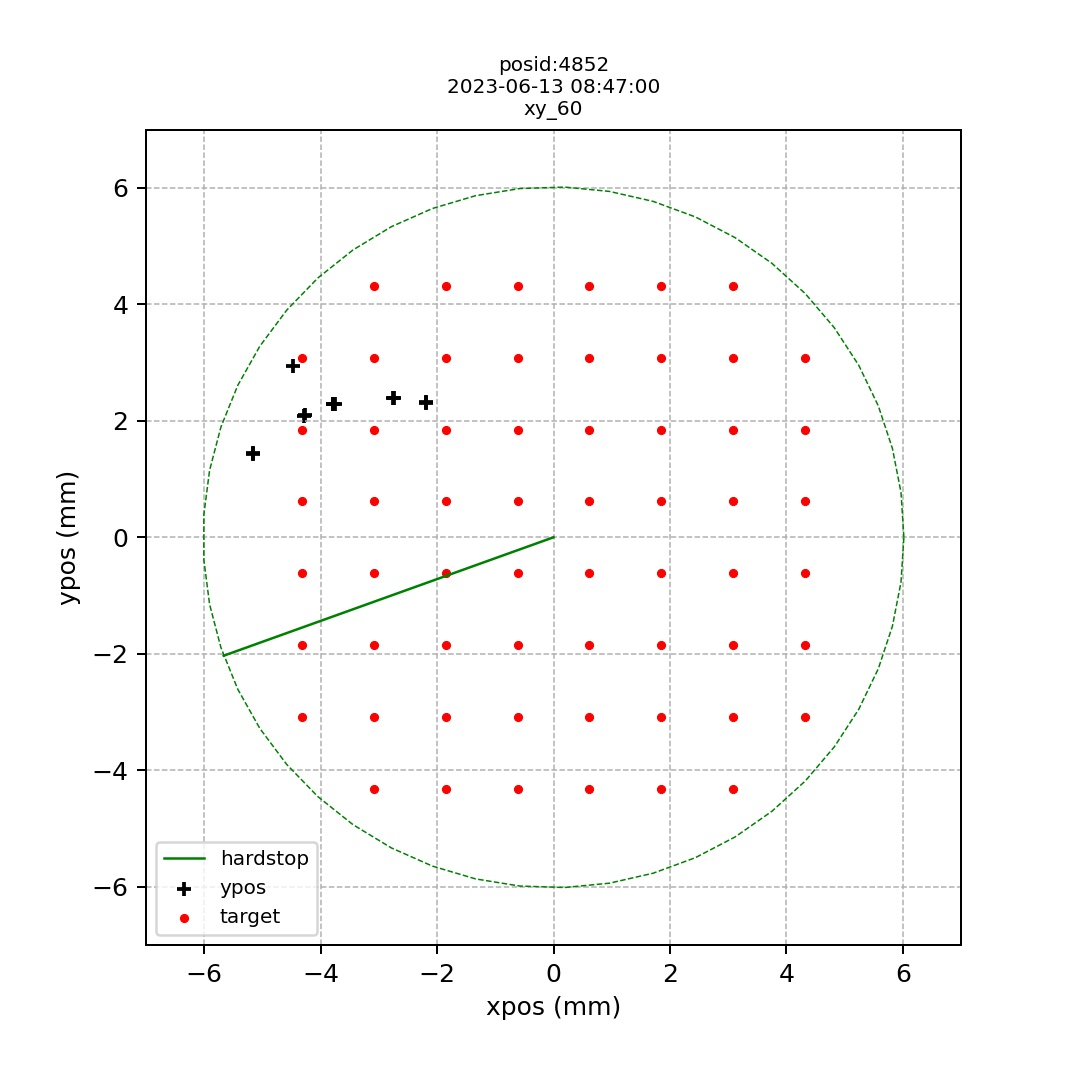 posid:4852
2023-06-13 08:47:00
xy_60
6
4
2
0
−2
−4
−6
ypos (mm)
hardstop
ypos
target
−6 −4 −2 0 2 4 6
xpos (mm)